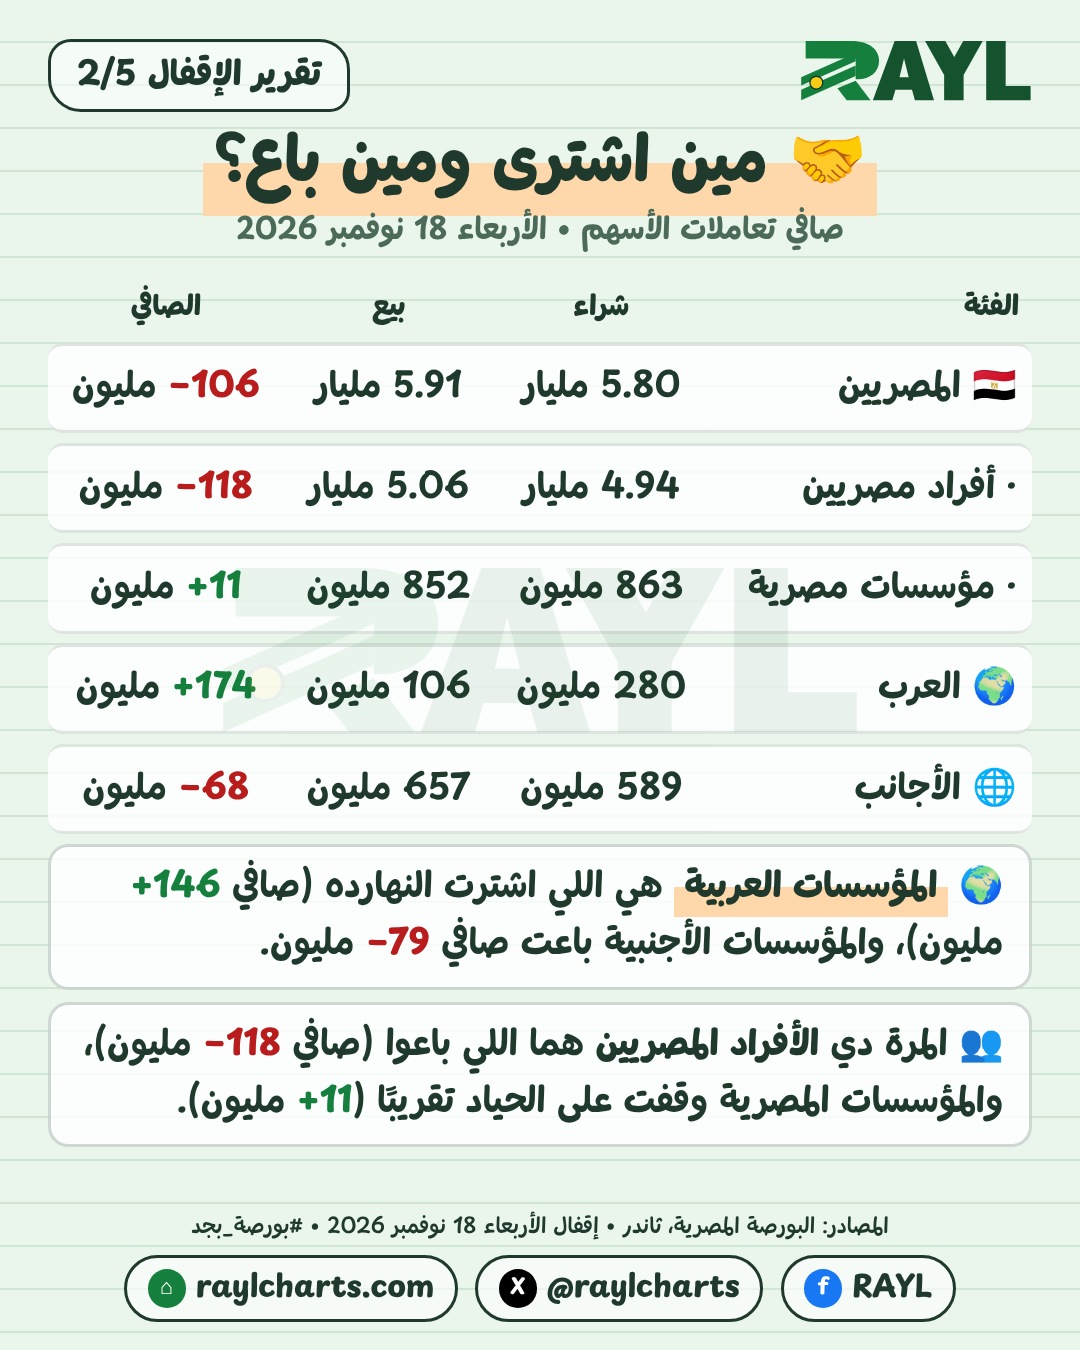 RAYL
تقرير الإقفال 2/5
🤝 مين اشترى ومين باع؟
صافي تعاملات الأسهم • الأربعاء 18 نوفمبر 2026
الفئة شراء بيع الصافي
🇪🇬 المصريين 5.80 مليار 5.91 مليار −106 مليون
· أفراد مصريين 4.94 مليار 5.06 مليار −118 مليون
· مؤسسات مصرية 863 مليون 852 مليون +11 مليون
🌍 العرب 280 مليون 106 مليون +174 مليون
🌐 الأجانب 589 مليون 657 مليون −68 مليون
RAYL
🌍 المؤسسات العربية هي اللي اشترت النهارده (صافي +146
مليون)، والمؤسسات الأجنبية باعت صافي −79 مليون.
👥 المرة دي الأفراد المصريين هما اللي باعوا (صافي −118 مليون)،
والمؤسسات المصرية وقفت على الحياد تقريبًا (+11 مليون).
المصادر: البورصة المصرية، ثاندر • إقفال الأربعاء 18 نوفمبر 2026 • #بورصة_بجد
f RAYL
X @raylcharts
raylcharts.com